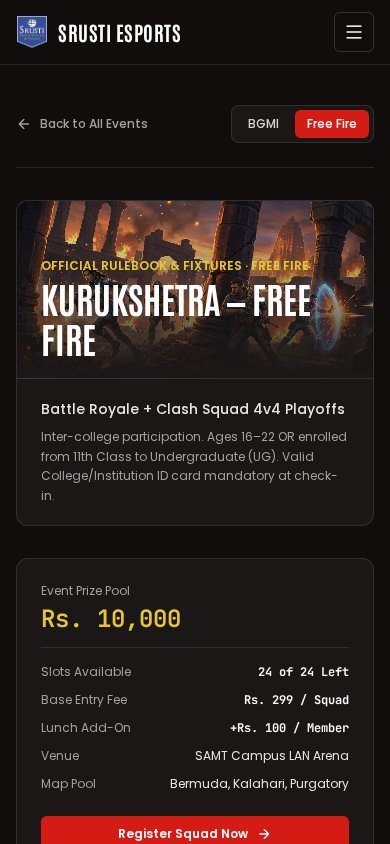 SRUSTI
SRUSTI ESPORTS
Back to All Events
BGMI
Free Fire
OFFICIAL RULEBOOK & FIXTURES · FREE FIRE
KURUKSHETRA — FREE
FIRE
Battle Royale + Clash Squad 4v4 Playoffs
Inter-college participation. Ages 16–22 OR enrolled
from 11th Class to Undergraduate (UG). Valid
College/Institution ID card mandatory at check-
in.
Event Prize Pool
Rs. 10,000
Slots Available 24 of 24 Left
Base Entry Fee Rs. 299 / Squad
Lunch Add-On +Rs. 100 / Member
Venue SAMT Campus LAN Arena
Map Pool Bermuda, Kalahari, Purgatory
Register Squad Now